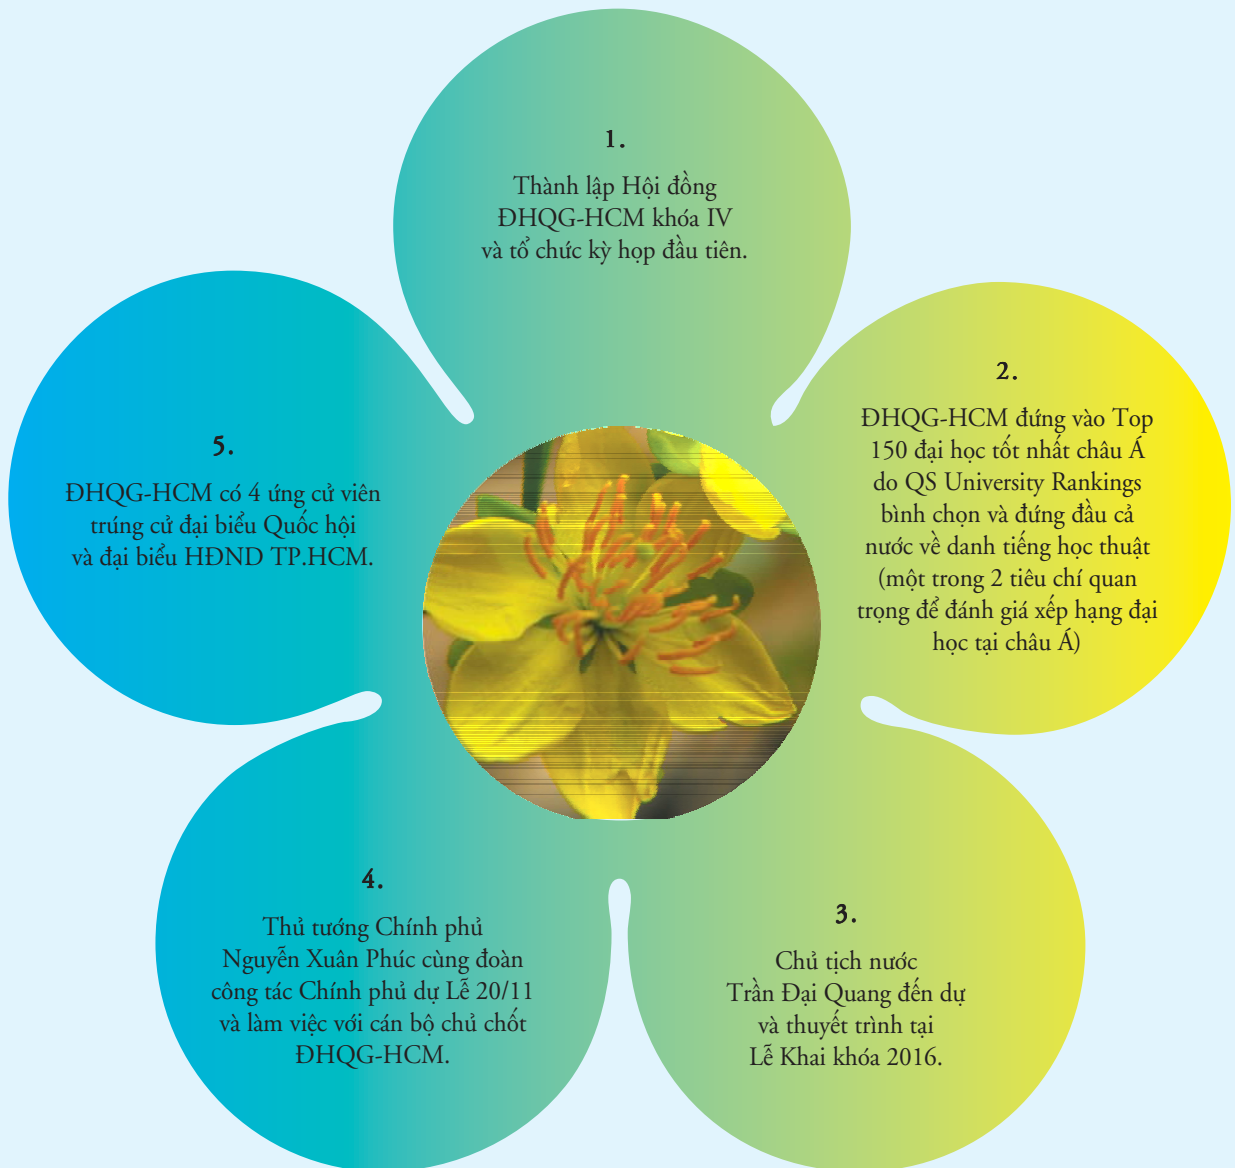 1.
Thành lập Hội đồng
ĐHQG-HCM khóa IV
và tổ chức kỳ họp đầu tiên.
2.
ĐHQG-HCM đứng vào Top
150 đại học tốt nhất châu Á
do QS University Rankings
bình chọn và đứng đầu cả
nước về danh tiếng học thuật
(một trong 2 tiêu chí quan
trọng để đánh giá xếp hạng đại
học tại châu Á)
3.
Chủ tịch nước
Trần Đại Quang đến dự
và thuyết trình tại
Lễ Khai khóa 2016.
4.
Thủ tướng Chính phủ
Nguyễn Xuân Phúc cùng đoàn
công tác Chính phủ dự Lễ 20/11
và làm việc với cán bộ chủ chốt
ĐHQG-HCM.
5.
ĐHQG-HCM có 4 ứng cử viên
trúng cử đại biểu Quốc hội
và đại biểu HĐND TP.HCM.